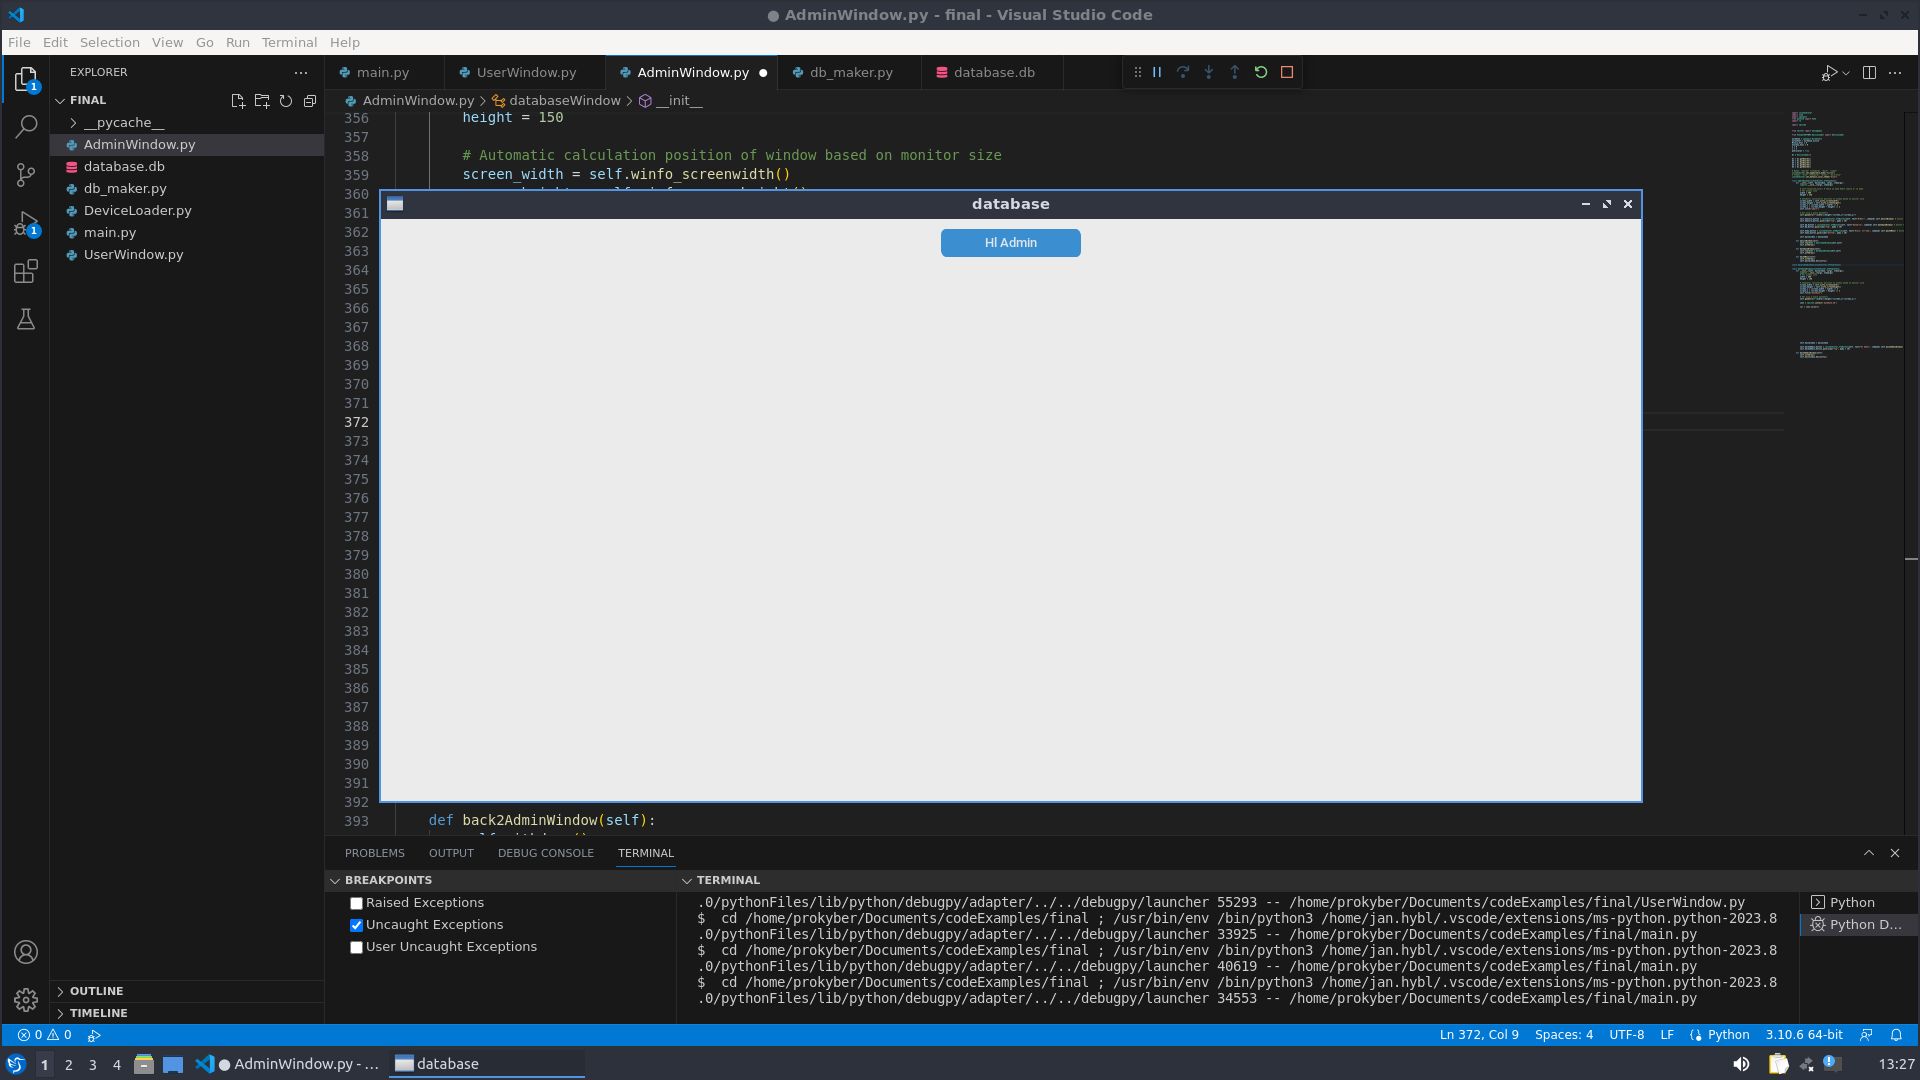 ● AdminWindow.py - final - Visual Studio Code
File Edit Selection View Go Run Terminal Help
EXPLORER
FINAL
__pycache__
AdminWindow.py
database.db
db_maker.py
DeviceLoader.py
main.py
UserWindow.py
OUTLINE
TIMELINE
1
1
main.py UserWindow.py AdminWindow.py db_maker.py database.db
AdminWindow.py > databaseWindow > __init__
356 height = 150
357
358 # Automatic calculation position of window based on monitor size
359 screen_width = self.winfo_screenwidth()
360
361
362
363
364
365
366
367
368
369
370
371
372
373
374
375
376
377
378
379
380
381
382
383
384
385
386
387
388
389
390
391
392
393 def back2AdminWindow(self):
database
Hl Admin
PROBLEMS OUTPUT DEBUG CONSOLE TERMINAL
BREAKPOINTS
Raised Exceptions
Uncaught Exceptions
User Uncaught Exceptions
TERMINAL
.0/pythonFiles/lib/python/debugpy/adapter/../../debugpy/launcher 55293 -- /home/prokyber/Documents/codeExamples/final/UserWindow.py
$  cd /home/prokyber/Documents/codeExamples/final ; /usr/bin/env /bin/python3 /home/jan.hybl/.vscode/extensions/ms-python.python-2023.8
.0/pythonFiles/lib/python/debugpy/adapter/../../debugpy/launcher 33925 -- /home/prokyber/Documents/codeExamples/final/main.py
$  cd /home/prokyber/Documents/codeExamples/final ; /usr/bin/env /bin/python3 /home/jan.hybl/.vscode/extensions/ms-python.python-2023.8
.0/pythonFiles/lib/python/debugpy/adapter/../../debugpy/launcher 40619 -- /home/prokyber/Documents/codeExamples/final/main.py
$  cd /home/prokyber/Documents/codeExamples/final ; /usr/bin/env /bin/python3 /home/jan.hybl/.vscode/extensions/ms-python.python-2023.8
.0/pythonFiles/lib/python/debugpy/adapter/../../debugpy/launcher 34553 -- /home/prokyber/Documents/codeExamples/final/main.py
Python
Python D...
0 0 Ln 372, Col 9 Spaces: 4 UTF-8 LF Python 3.10.6 64-bit
1 2 3 4 ● AdminWindow.py - ... database 13:27